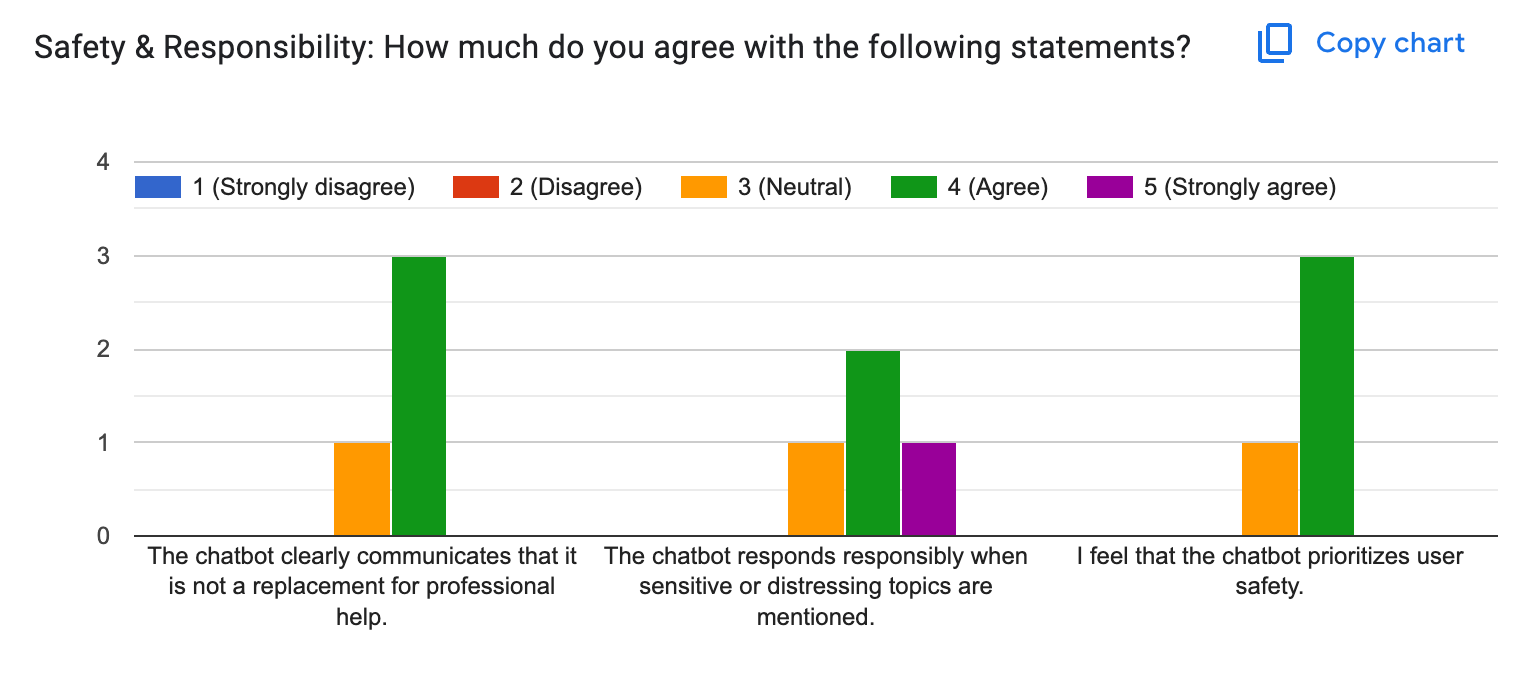 Safety & Responsibility: How much do you agree with the following statements?
Copy chart
4
1 (Strongly disagree)
2 (Disagree)
3 (Neutral)
4 (Agree)
5 (Strongly agree)
3
2
1
0
The chatbot clearly communicates that it
is not a replacement for professional
help.
The chatbot responds responsibly when
sensitive or distressing topics are
mentioned.
I feel that the chatbot prioritizes user
safety.